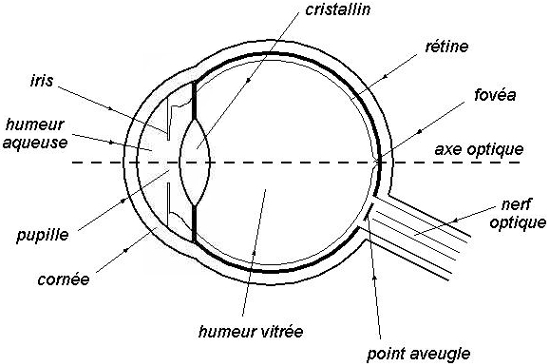 cristallin
rétine
iris
fovéa
humeur
aqueuse
axe optique
nerf
optique
pupille
cornée
humeur vitrée
point aveugle